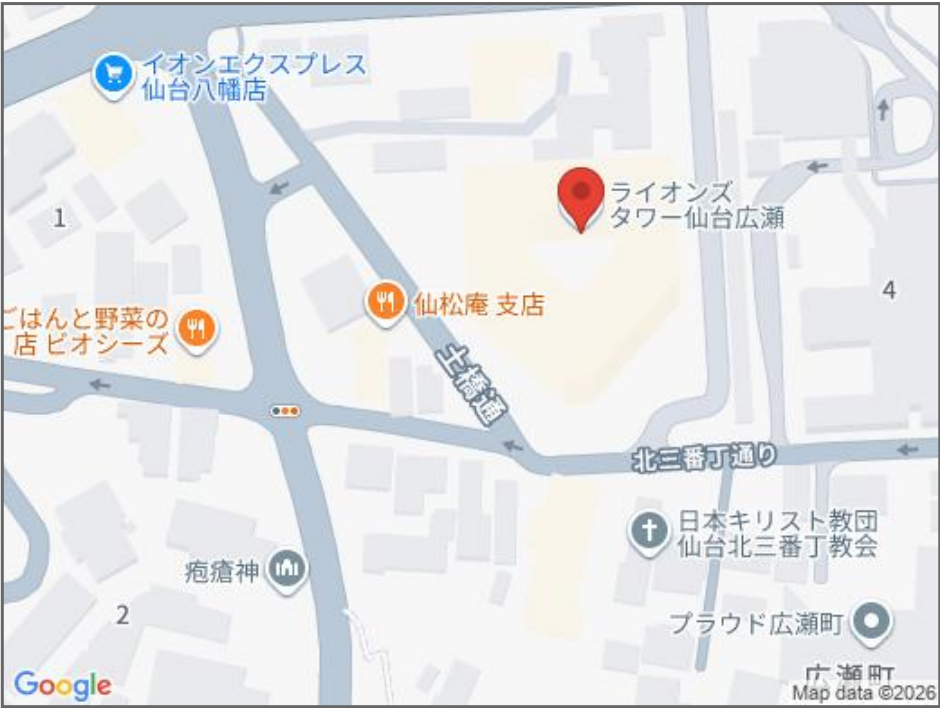 イオンエクスプレス
仙台八幡店
ライオンズ
タワー仙台広瀬
1
4
仙松庵 支店
ごはんと野菜の
店 ビオシーズ
土橋通
北三番丁通り
日本キリスト教団
仙台北三番丁教会
疱瘡神
2
プラウド広瀬町
広瀬町
Google
Map data ©2026